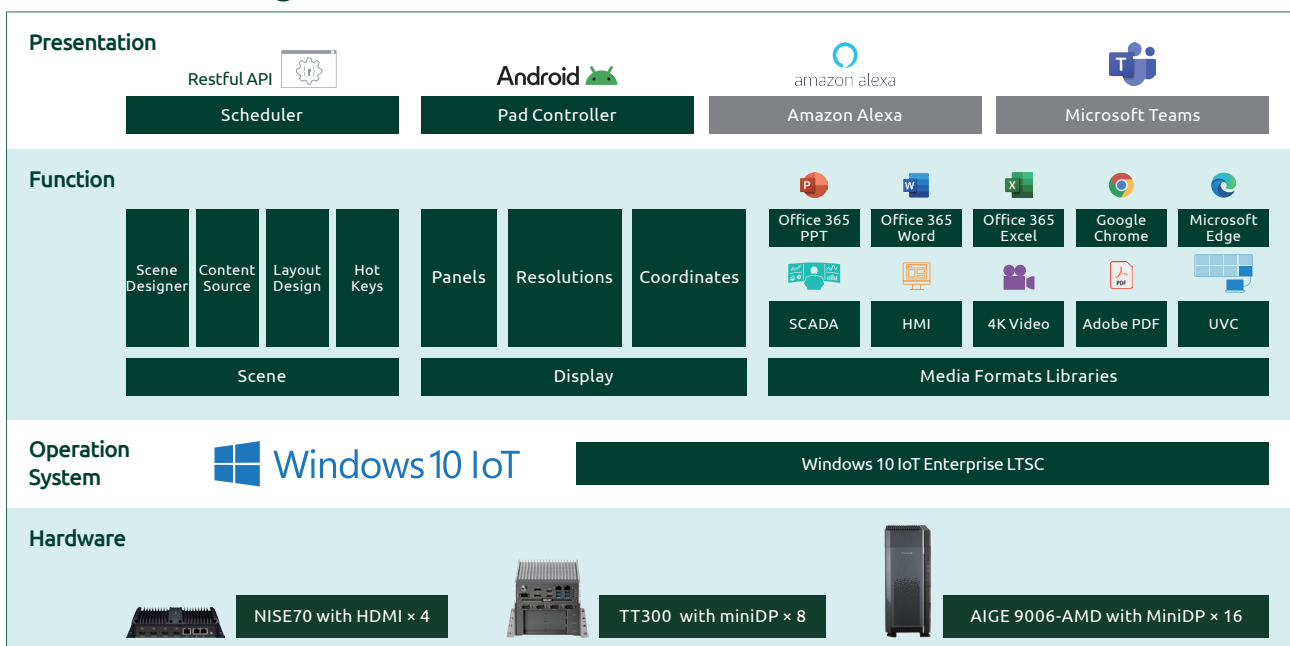 Presentation
Restful API
Android
amazon alexa
T
Scheduler
Pad Controller
Amazon Alexa
Microsoft Teams
Function
P
W
X
Scene
Designer
Content
Source
Layout
Design
Hot
Keys
Panels
Resolutions
Coordinates
Office 365
PPT
Office 365
Word
Office 365
Excel
Google
Chrome
Microsoft
Edge
PDF
SCADA
HMI
4K Video
Adobe PDF
UVC
Scene
Display
Media Formats Libraries
Operation
System
Windows 10 IoT
Windows 10 IoT Enterprise LTSC
Hardware
NISE70 with HDMI × 4
TT300 with miniDP × 8
AIGE 9006-AMD with MiniDP × 16